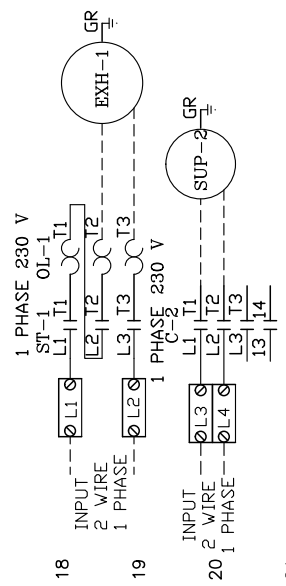 1 PHASE 230 V
ST-1 OL-1
L1 T1 T1
L1
L2 T2 T2
L3 T3 T3
L2
EXH-1
GR
INPUT
2 WIRE
1 PHASE
18
19
1 PHASE 230 V
C-2
L1 T1
L3
L2 T2
L4
L3 T3
13 14
SUP-2
GR
INPUT
2 WIRE
1 PHASE
20